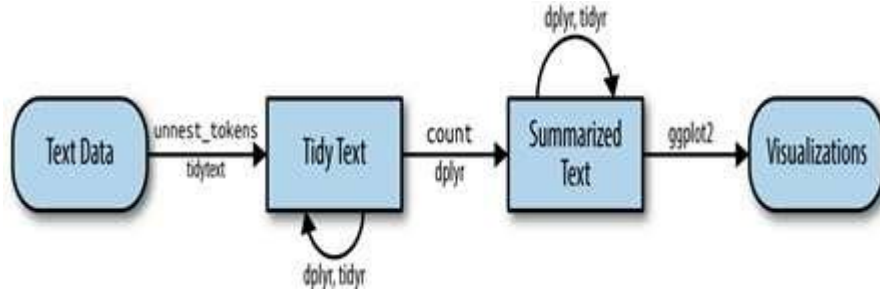 dplyr, tidyr
Text Data
unnest_tokens
tidytext
Tidy Text
count
dplyr
Summarized
Text
ggplot2
Visualizations
dplyr, tidyr